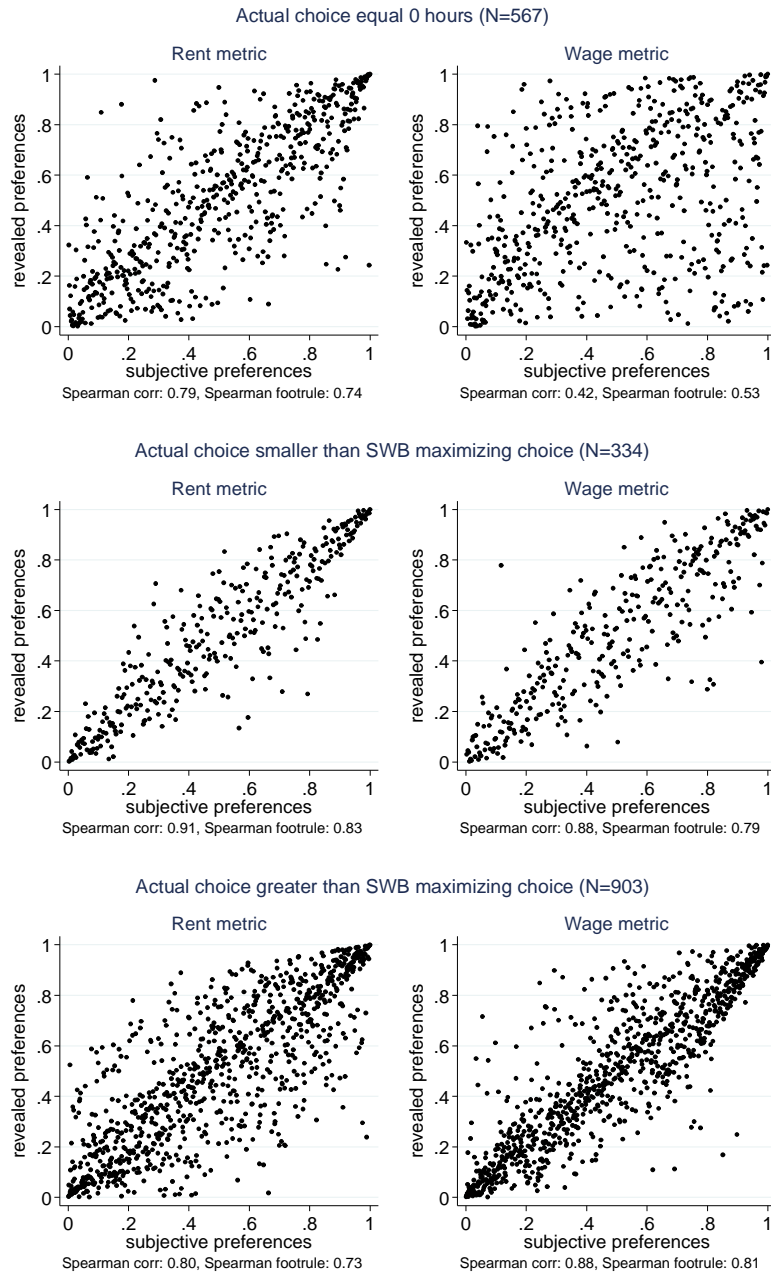 Actual choice equal 0 hours (N=567)
Rent metric
Wage metric
revealed preferences
1
.8
.6
.4
.2
0
0 .2 .4 .6 .8 1
subjective preferences
Spearman corr: 0.79, Spearman footrule: 0.74
revealed preferences
1
.8
.6
.4
.2
0
0 .2 .4 .6 .8 1
subjective preferences
Spearman corr: 0.42, Spearman footrule: 0.53
Actual choice smaller than SWB maximizing choice (N=334)
Rent metric
Wage metric
revealed preferences
1
.8
.6
.4
.2
0
0 .2 .4 .6 .8 1
subjective preferences
Spearman corr: 0.91, Spearman footrule: 0.83
revealed preferences
1
.8
.6
.4
.2
0
0 .2 .4 .6 .8 1
subjective preferences
Spearman corr: 0.88, Spearman footrule: 0.79
Actual choice greater than SWB maximizing choice (N=903)
Rent metric
Wage metric
revealed preferences
1
.8
.6
.4
.2
0
0 .2 .4 .6 .8 1
subjective preferences
Spearman corr: 0.80, Spearman footrule: 0.73
revealed preferences
1
.8
.6
.4
.2
0
0 .2 .4 .6 .8 1
subjective preferences
Spearman corr: 0.88, Spearman footrule: 0.81